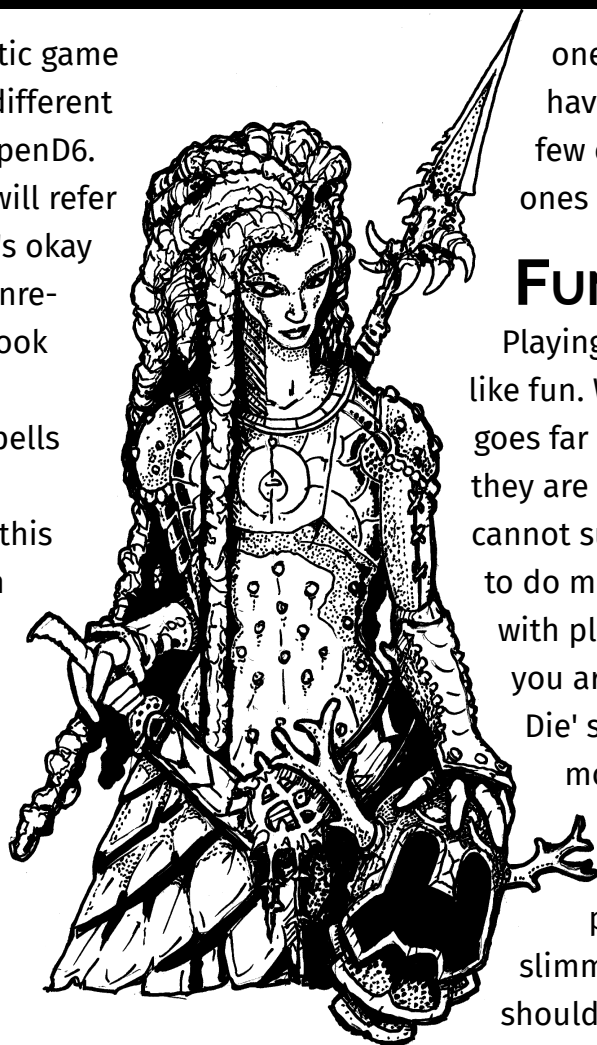 tic game
different
penD6.
will refer
's okay
nre-
ook
pells
this
one
hav
few
ones
Fun
Playing
like fun.
goes far
they are
cannot su
to do m
with pl
you ar
Die' s
mo
p
slimm
should